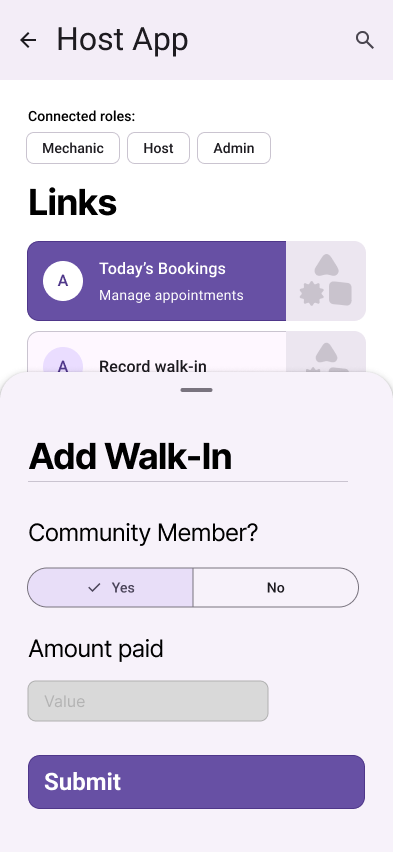 Host App
Connected roles:
Mechanic Host Admin
Links
A
Today’s Bookings
Manage appointments
A
Record walk-in
Add Walk-In
Community Member?
Yes No
Amount paid
Value
Submit